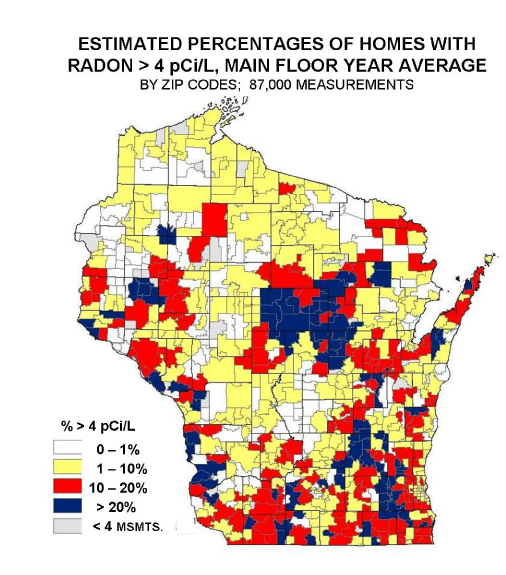 ESTIMATED PERCENTAGES OF HOMES WITH
RADON > 4 pCi/L, MAIN FLOOR YEAR AVERAGE
BY ZIP CODES; 87,000 MEASUREMENTS
% > 4 pCi/L
0 – 1%
1 – 10%
10 – 20%
> 20%
< 4 MSMTS.